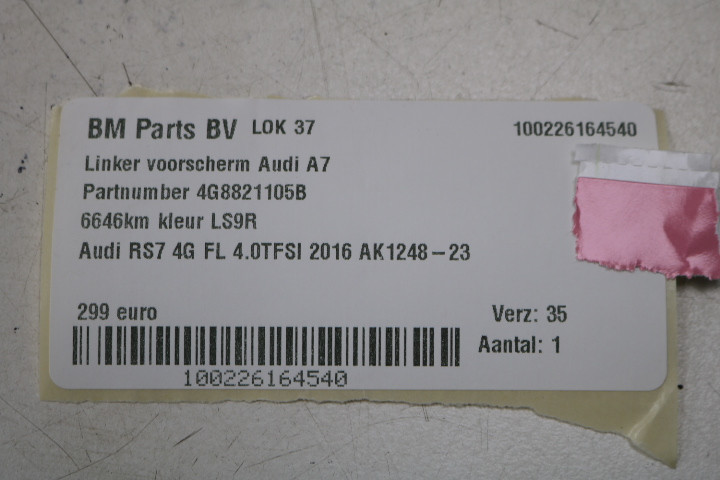 BM Parts BV LOK 37 100226164540
Linker voorscherm Audi A7
Partnumber 4G8821105B
6646km kleur LS9R
Audi RS7 4G FL 4.0TFSI 2016 AK1248-23
299 euro Verz: 35
Aantal: 1
100226164540